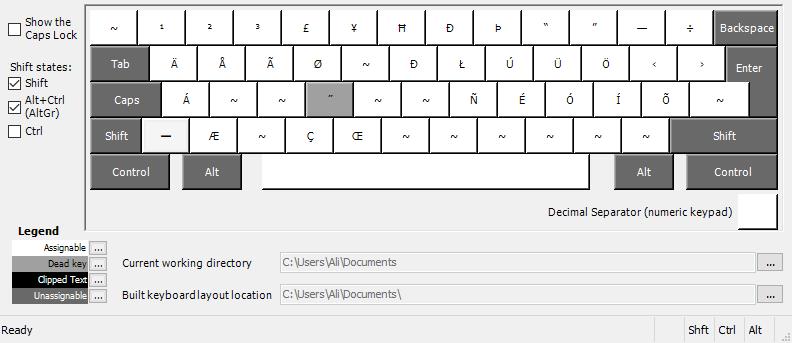 Show the
Caps Lock
Shift states:
Shift
Alt+Ctrl
(AltGr)
Ctrl
~ ¹ ² ³ £ ¥ Ħ Đ Þ “ ” — ÷ Backspace
Tab Ä Å Ã Ø ~ Đ Ł Ú Ü Ö ‹ › Enter
Caps Á ~ ~ ˝ ~ ~ Ñ É Ó Í Õ ~
Shift — Æ ~ Ç Œ ~ ~ ~ ~ ~ ~ Shift
Control Alt Alt Control
Decimal Separator (numeric keypad)
Legend
Assignable ...
Dead key ...
Clipped Text ...
Unassignable ...
Current working directory C:\Users\Ali\Documents ...
Built keyboard layout location C:\Users\Ali\Documents\ ...
Ready Shft Ctrl Alt